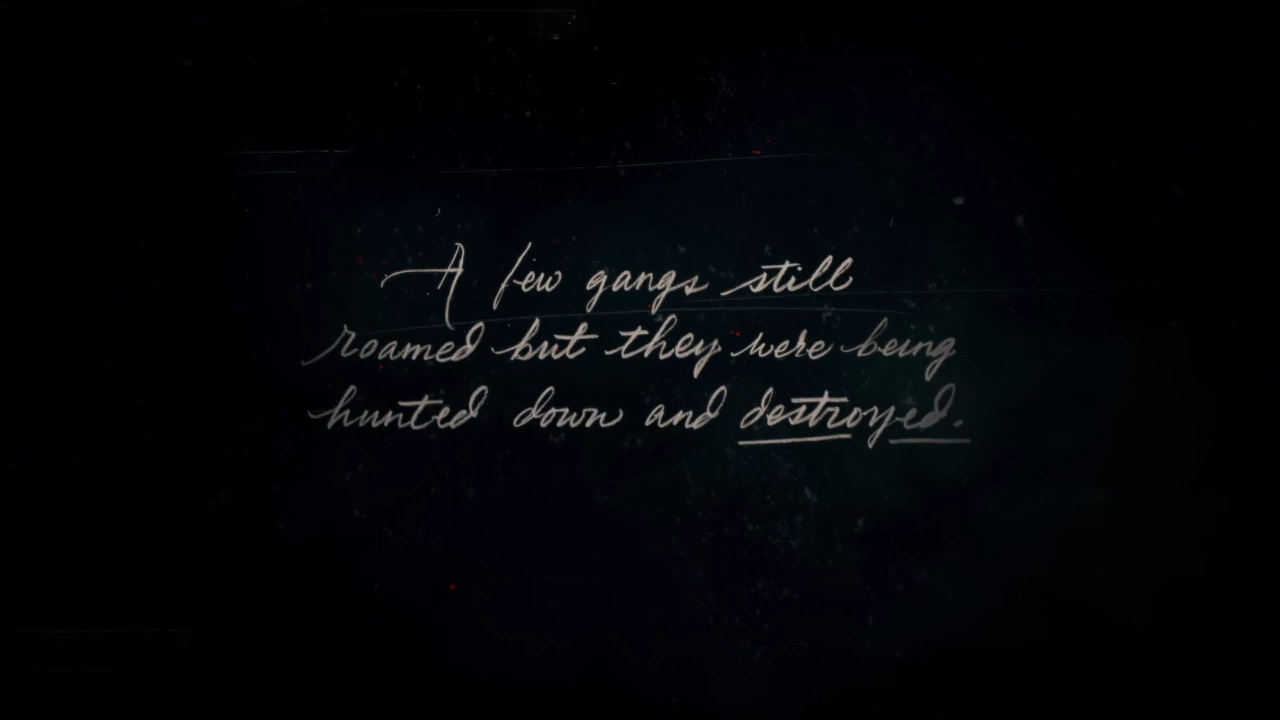 A few gangs still
roamed but they were being
hunted down and destroyed.